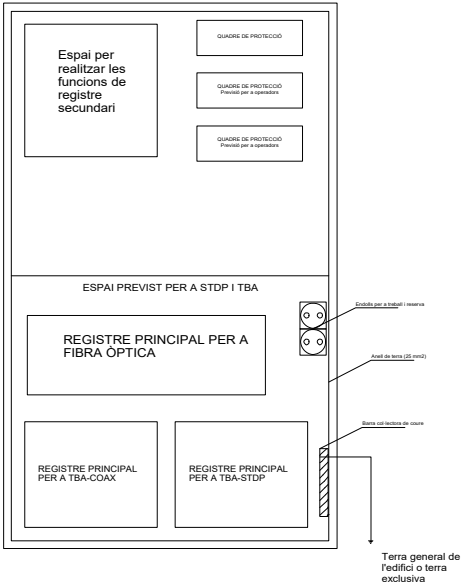 Espai per
realitzar les
funcions de
registre
secundari
QUADRE DE PROTECCIÓ
QUADRE DE PROTECCIÓ
Previsió per a operadors
QUADRE DE PROTECCIÓ
Previsió per a operadors
ESPAI PREVIST PER A STDP I TBA
Endolls per a treball i reserva
REGISTRE PRINCIPAL PER A
FIBRA ÒPTICA
Anell de terra (25 mm2)
Barra col·lectora de coure
REGISTRE PRINCIPAL
PER A TBA-COAX
REGISTRE PRINCIPAL
PER A TBA-STDP
Terra general de
l'edifici o terra
exclusiva